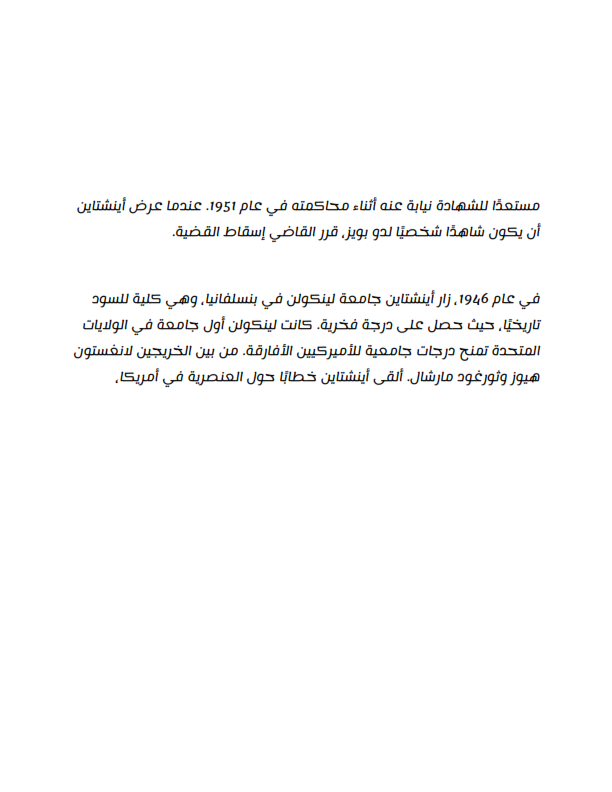 مستعدًا للشهادة نيابة عنه أثناء محاكمته في عام 1951. عندما عرض أينشتاين
أن يكون شاهدًا شخصيًا لدو بويز، قرر القاضي إسقاط القضية.
في عام 1946، زار أينشتاين جامعة لينكولن في بنسلفانيا، وهي كلية للسود
تاريخيًا، حيث حصل على درجة فخرية. كانت لينكولن أول جامعة في الولايات
المتحدة تمنح درجات جامعية للأميركيين الأفارقة. من بين الخريجين لانغستون
هيوز وثورغود مارشال. ألقى أينشتاين خطابًا حول العنصرية في أمريكا،